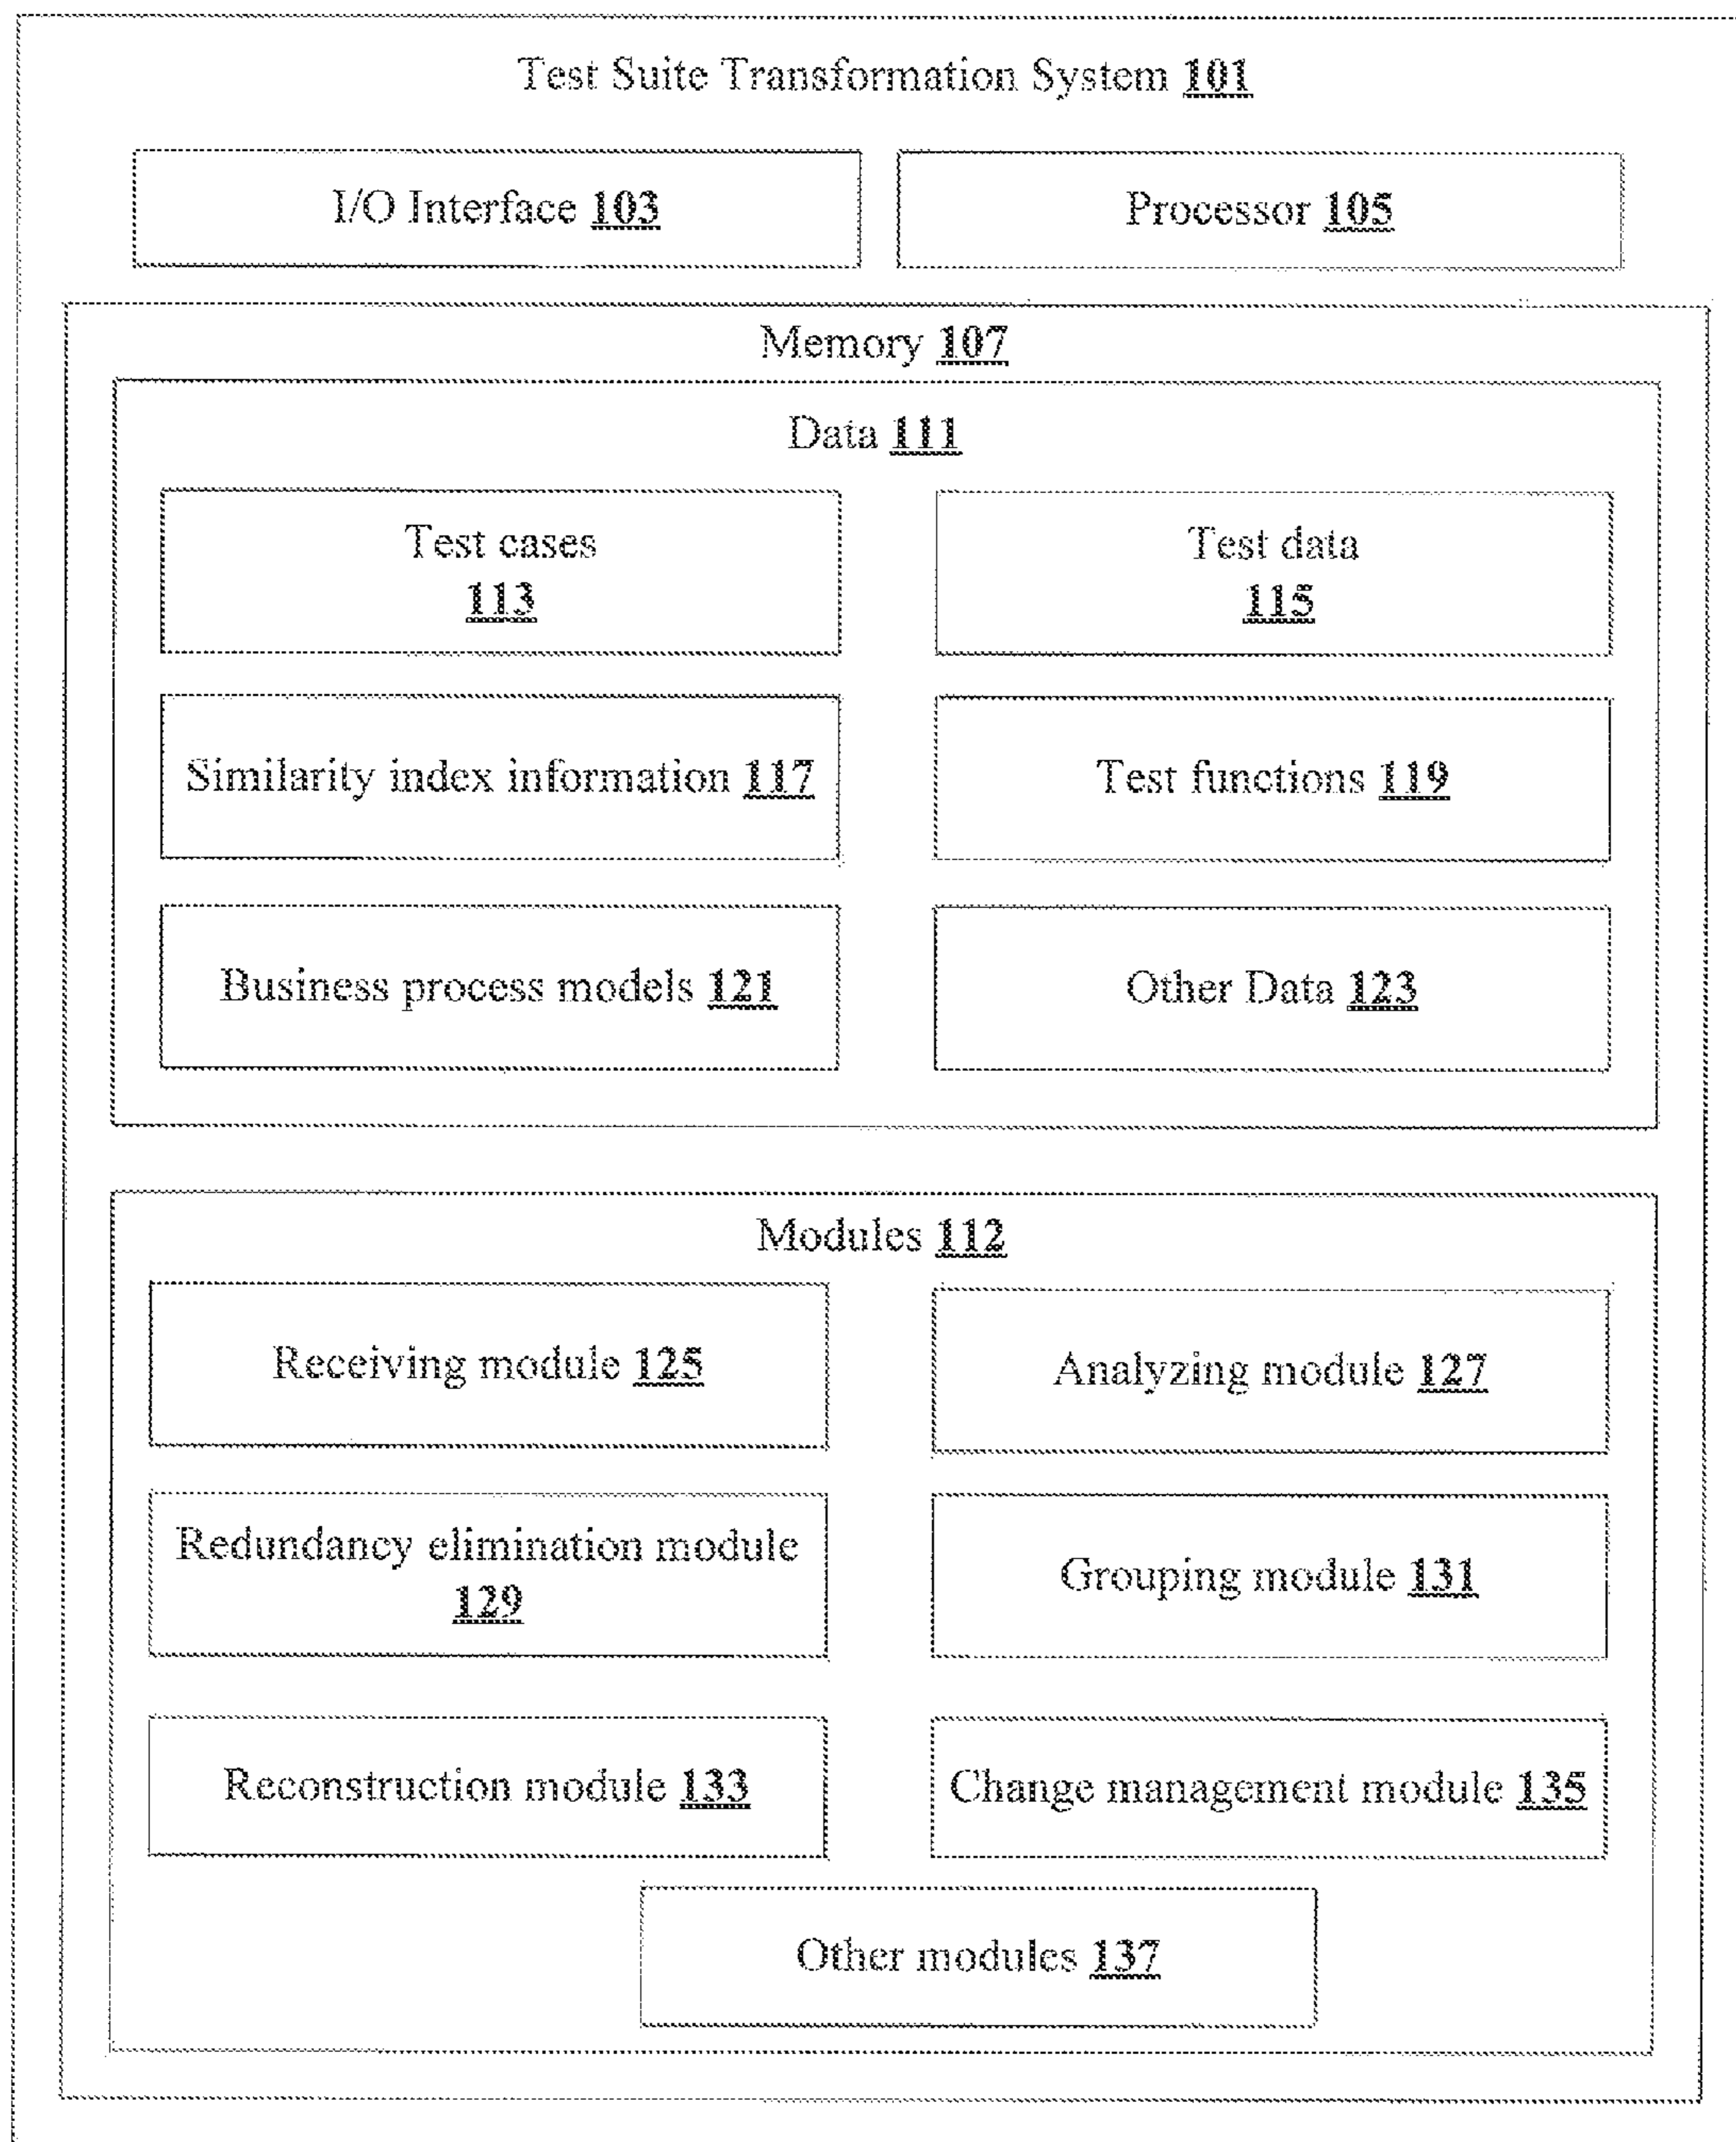 Test Suite Transformation System 101
I/O Interface 103
Processor 105
Memory 107
Data 111
Test cases
113
Test data
115
Similarity index information 117
Test functions 119
Business process models 121
Other Data 123
Modules 112
Receiving module 125
Analyzing module 127
Redundancy elimination module
129
Grouping module 131
Reconstruction module 133
Change management module 135
Other modules 137